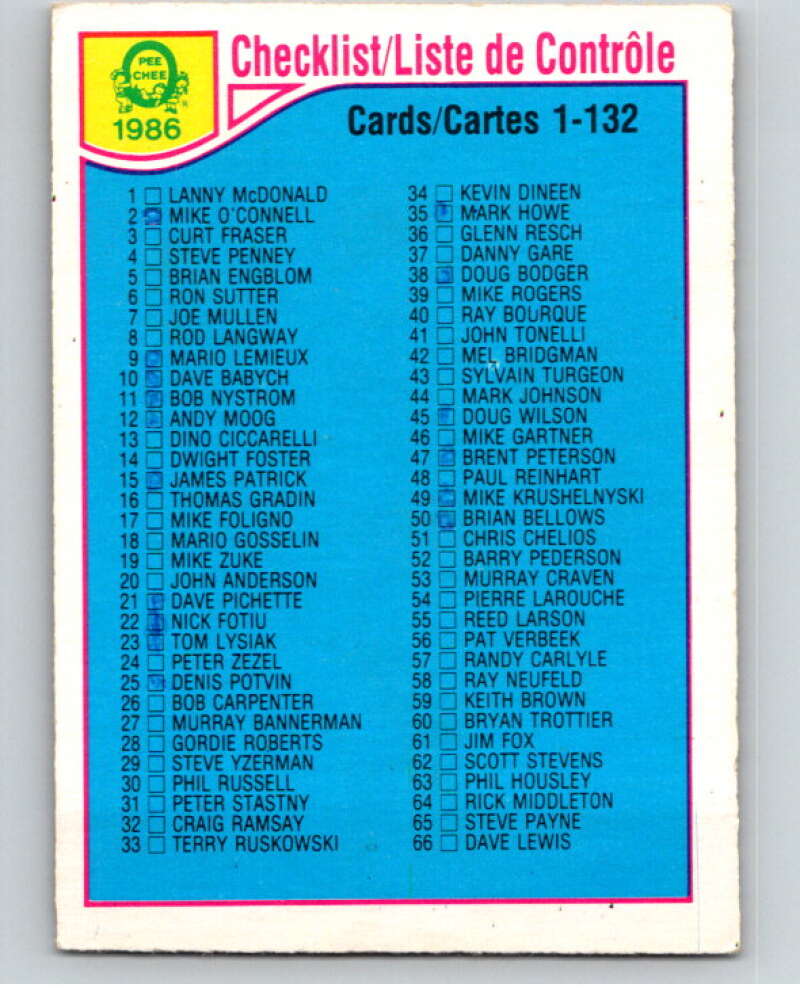 PEE
CHEE
1986
Checklist/Liste de Contrôle
Cards/Cartes 1-132
1 LANNY McDONALD
2 MIKE O'CONNELL
3 CURT FRASER
4 STEVE PENNEY
5 BRIAN ENGBLOM
6 RON SUTTER
7 JOE MULLEN
8 ROD LANGWAY
9 MARIO LEMIEUX
10 DAVE BABYCH
11 BOB NYSTROM
12 ANDY MOOG
13 DINO CICCARELLI
14 DWIGHT FOSTER
15 JAMES PATRICK
16 THOMAS GRADIN
17 MIKE FOLIGNO
18 MARIO GOSSELIN
19 MIKE ZUKE
20 JOHN ANDERSON
21 DAVE PICHETTE
22 NICK FOTIU
23 TOM LYSIAK
24 PETER ZEZEL
25 DENIS POTVIN
26 BOB CARPENTER
27 MURRAY BANNERMAN
28 GORDIE ROBERTS
29 STEVE YZERMAN
30 PHIL RUSSELL
31 PETER STASTNY
32 CRAIG RAMSAY
33 TERRY RUSKOWSKI
34 KEVIN DINEEN
35 MARK HOWE
36 GLENN RESCH
37 DANNY GARE
38 DOUG BODGER
39 MIKE ROGERS
40 RAY BOURQUE
41 JOHN TONELLI
42 MEL BRIDGMAN
43 SYLVAIN TURGEON
44 MARK JOHNSON
45 DOUG WILSON
46 MIKE GARTNER
47 BRENT PETERSON
48 PAUL REINHART
49 MIKE KRUSHELNYSKI
50 BRIAN BELLOWS
51 CHRIS CHELIOS
52 BARRY PEDERSON
53 MURRAY CRAVEN
54 PIERRE LAROUCHE
55 REED LARSON
56 PAT VERBEEK
57 RANDY CARLYLE
58 RAY NEUFELD
59 KEITH BROWN
60 BRYAN TROTTIER
61 JIM FOX
62 SCOTT STEVENS
63 PHIL HOUSLEY
64 RICK MIDDLETON
65 STEVE PAYNE
66 DAVE LEWIS